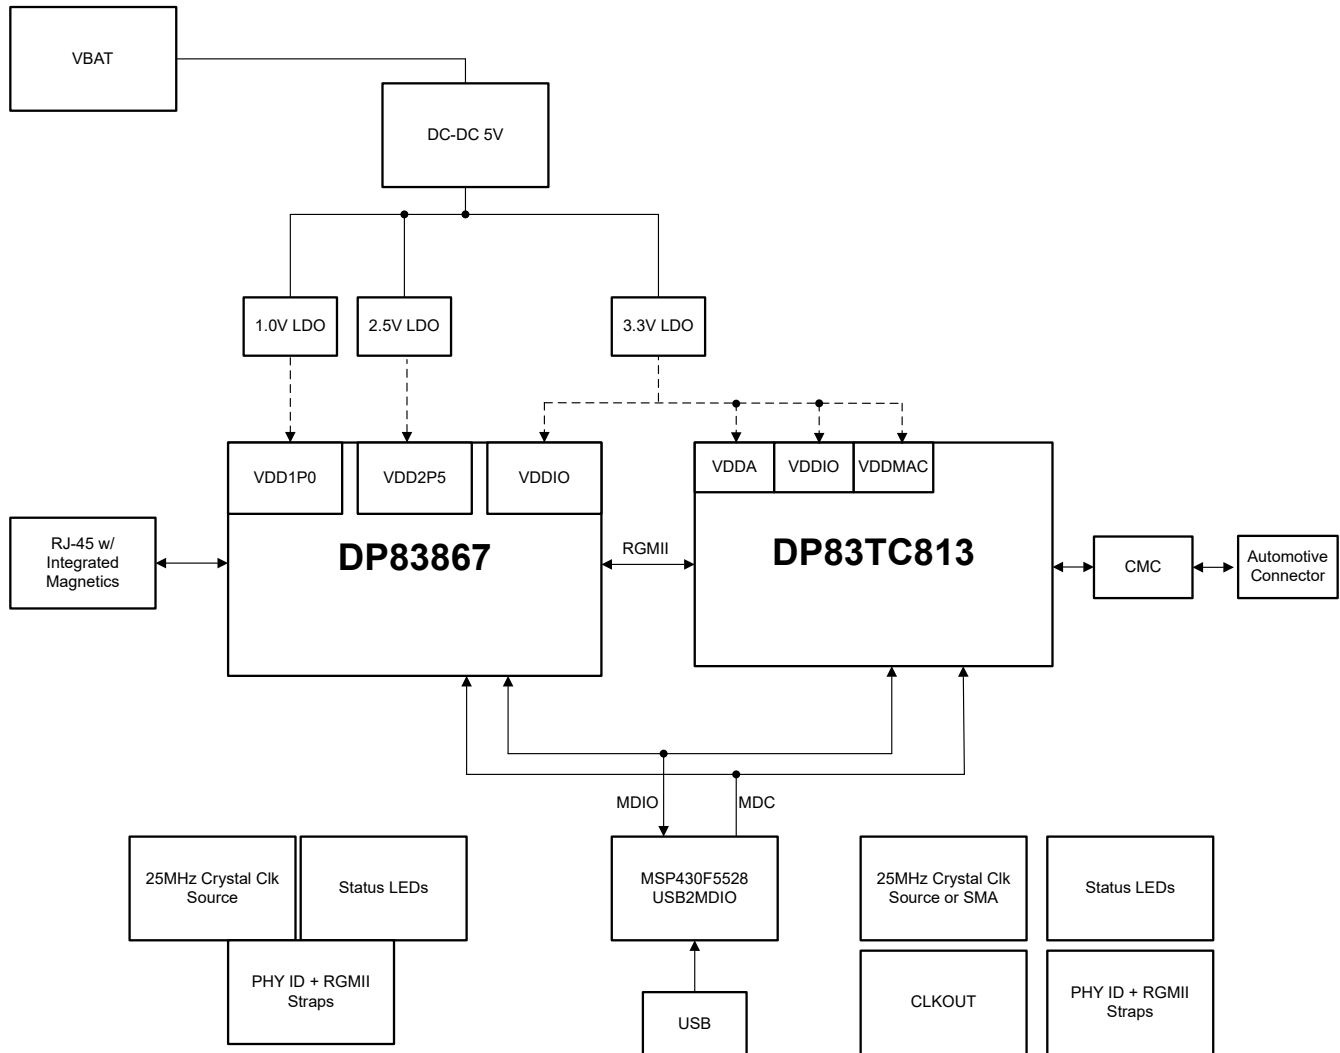 VBAT
DC-DC 5V
1.0V LDO
2.5V LDO
3.3V LDO
VDD1P0
VDD2P5
VDDIO
VDDA
VDDIO
VDDMAC
RJ-45 w/
Integrated
Magnetics
DP83867
RGMII
DP83TC813
CMC
Automotive
Connector
MDIO
MDC
25MHz Crystal Clk
Source
Status LEDs
PHY ID + RGMII
Straps
MSP430F5528
USB2MDIO
USB
25MHz Crystal Clk
Source or SMA
Status LEDs
CLKOUT
PHY ID + RGMII
Straps